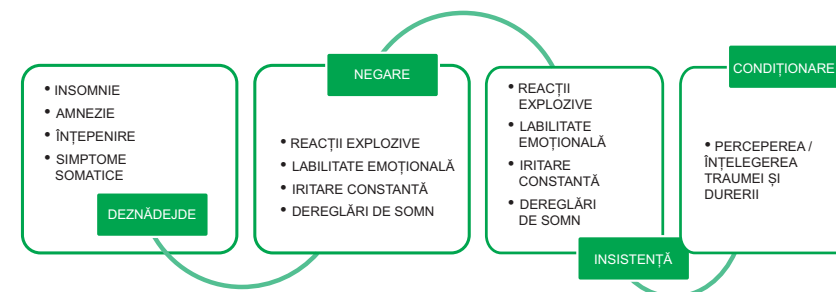 • INSOMNIE
• AMNEZIE
• ÎNȚEPENIRE
• SIMPTOME
SOMATICE
DEZNĂDEJDE
NEGARE
• REACȚII EXPLOZIVE
• LABILITATE EMOȚIONALĂ
• IRITARE CONSTANTĂ
• DEREGLĂRI DE SOMN
• REACȚII
EXPLOZIVE
• LABILITATE
EMOȚIONALĂ
• IRITARE
CONSTANTĂ
• DEREGLĂRI
DE SOMN
INSISTENȚĂ
CONDIȚIONARE
• PERCEPEREA /
ÎNȚELEGEREA
TRAUMEI ȘI
DURERII